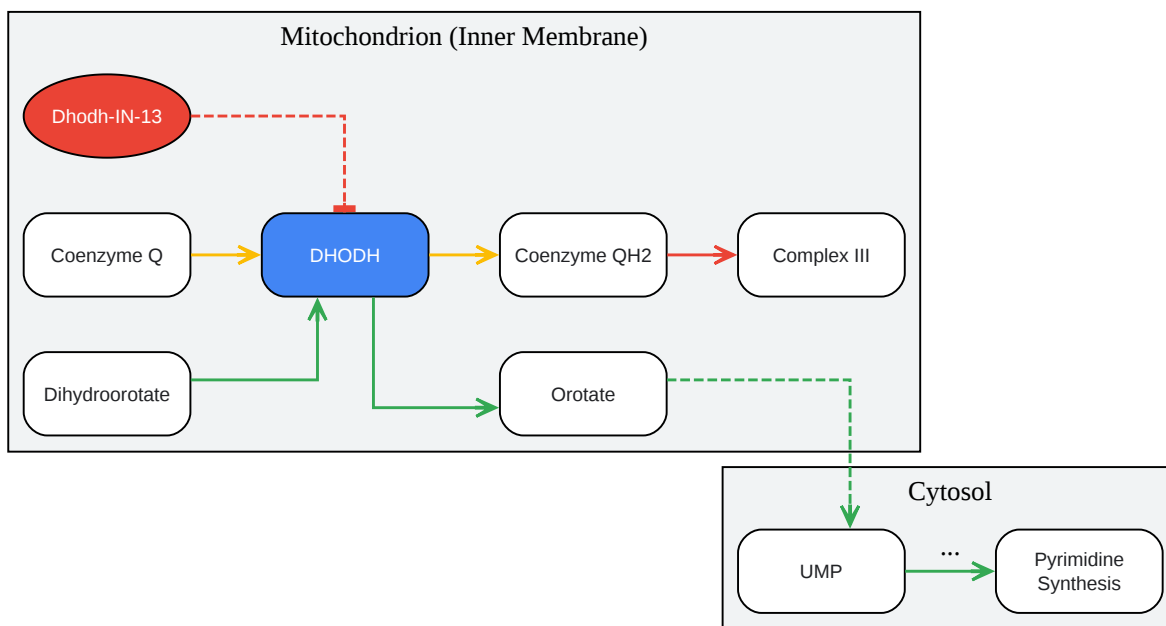 Mitochondrion (Inner Membrane)
Dhodh-IN-13
Coenzyme Q
DHODH
Coenzyme QH2
Complex III
Dihydroorotate
Orotate
Cytosol
UMP
...
Pyrimidine
Synthesis